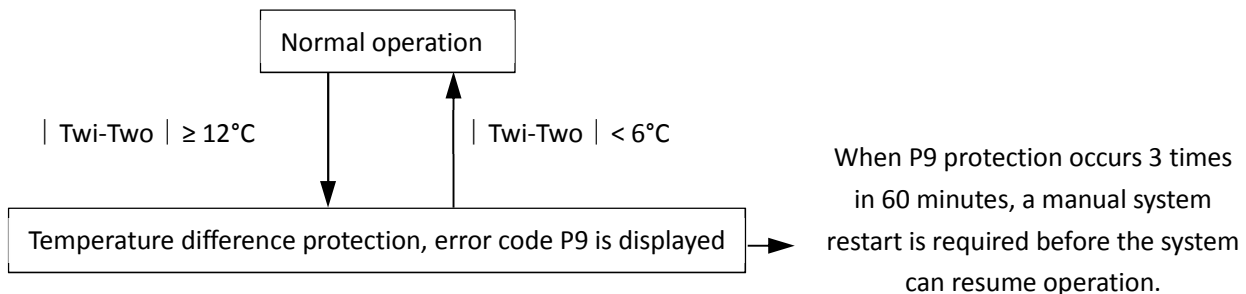 Normal operation
| Twi-Two | ≥ 12°C
| Twi-Two | < 6°C
When P9 protection occurs 3 times
in 60 minutes, a manual system
restart is required before the system
can resume operation.
Temperature difference protection, error code P9 is displayed